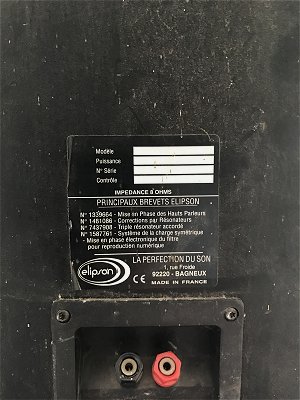 Modèle
Puissance
N° Série
Contrôle
IMPEDANCE 8 OHMS
PRINCIPAUX BREVETS ELIPSON
N° 1339664 - Mise en Phase des Hauts Parleurs
N° 1481086 - Corrections par Résonateurs
N° 7437908 - Triple résonateur accordé
N° 1587761 - Système de la charge symétrique
- Mise en phase électronique du filtre
pour reproduction numérique
elipson
CE
LA PERFECTION DU SON
1, rue Froide
92220 - BAGNEUX
MADE IN FRANCE